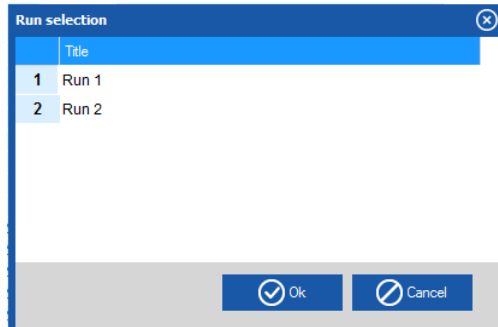 Run selection
Title
1 Run 1
2 Run 2
Ok Cancel